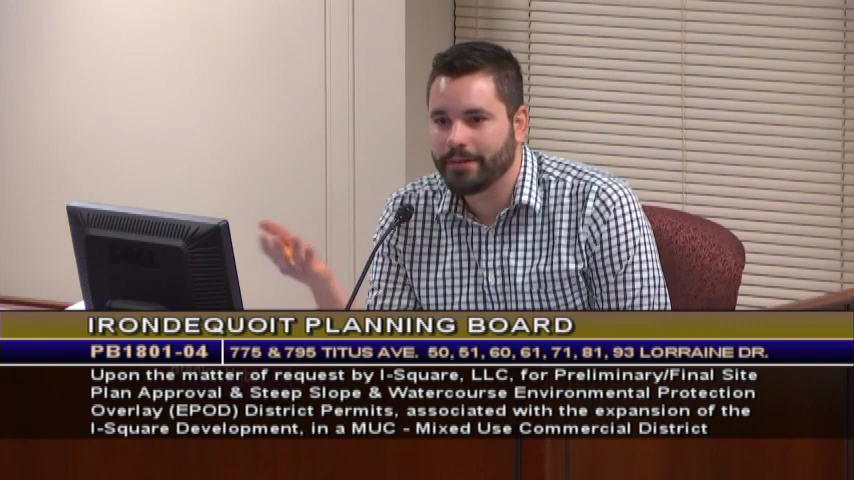 DELL
IRONDEQUOIT PLANNING BOARD
PB1801-04 775 & 795 TITUS AVE. 50, 51, 60, 61, 71, 81, 93 LORRAINE DR.
Upon the matter of request by I-Square, LLC, for Preliminary/Final Site
Plan Approval & Steep Slope & Watercourse Environmental Protection
Overlay (EPOD) District Permits, associated with the expansion of the
I-Square Development, in a MUC - Mixed Use Commercial District